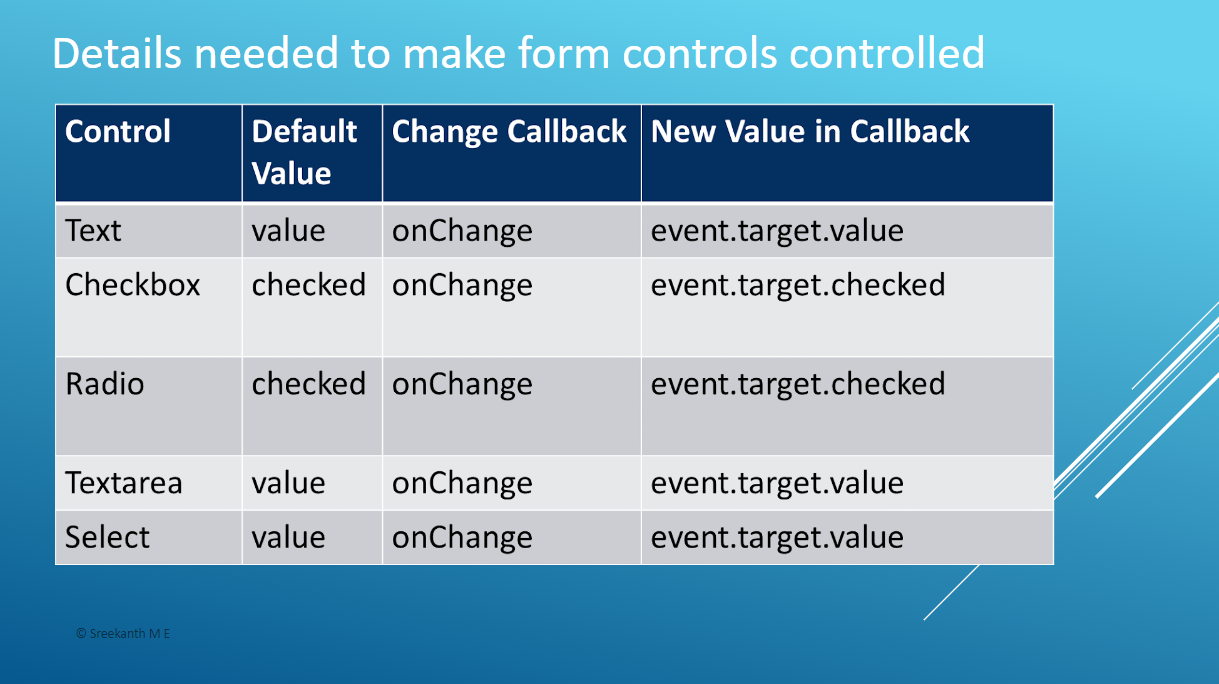 Details needed to make form controls controlled
Control Default Value Change Callback New Value in Callback
Text value onChange event.target.value
Checkbox checked onChange event.target.checked
Radio checked onChange event.target.checked
Textarea value onChange event.target.value
Select value onChange event.target.value
© Sreekanth M E